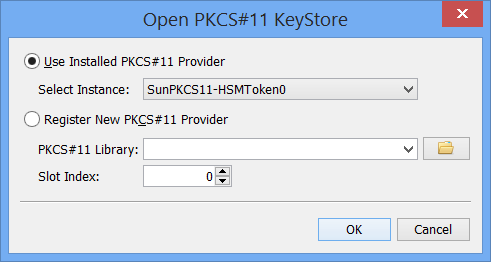 Open PKCS#11 KeyStore
Use Installed PKCS#11 Provider
Select Instance: SunPKCS11-HSMToken0
Register New PKCS#11 Provider
PKCS#11 Library:
Slot Index: 0
OK Cancel